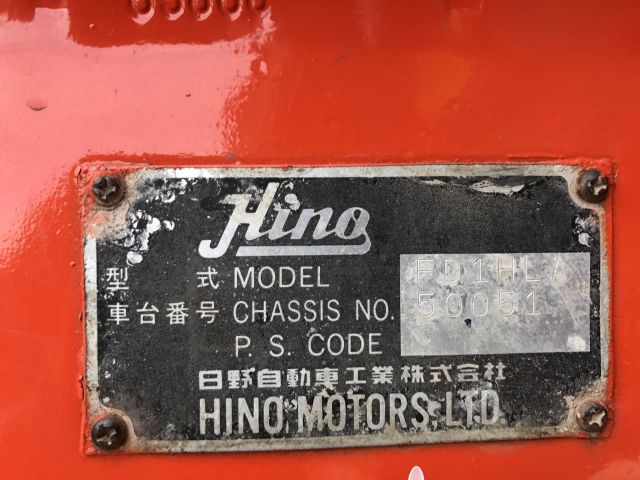 Hino
型 式 MODEL FD1HLA
車台番号 CHASSIS NO. 50051
P. S. CODE
日野自動車工業株式会社
HINO MOTORS,LTD.